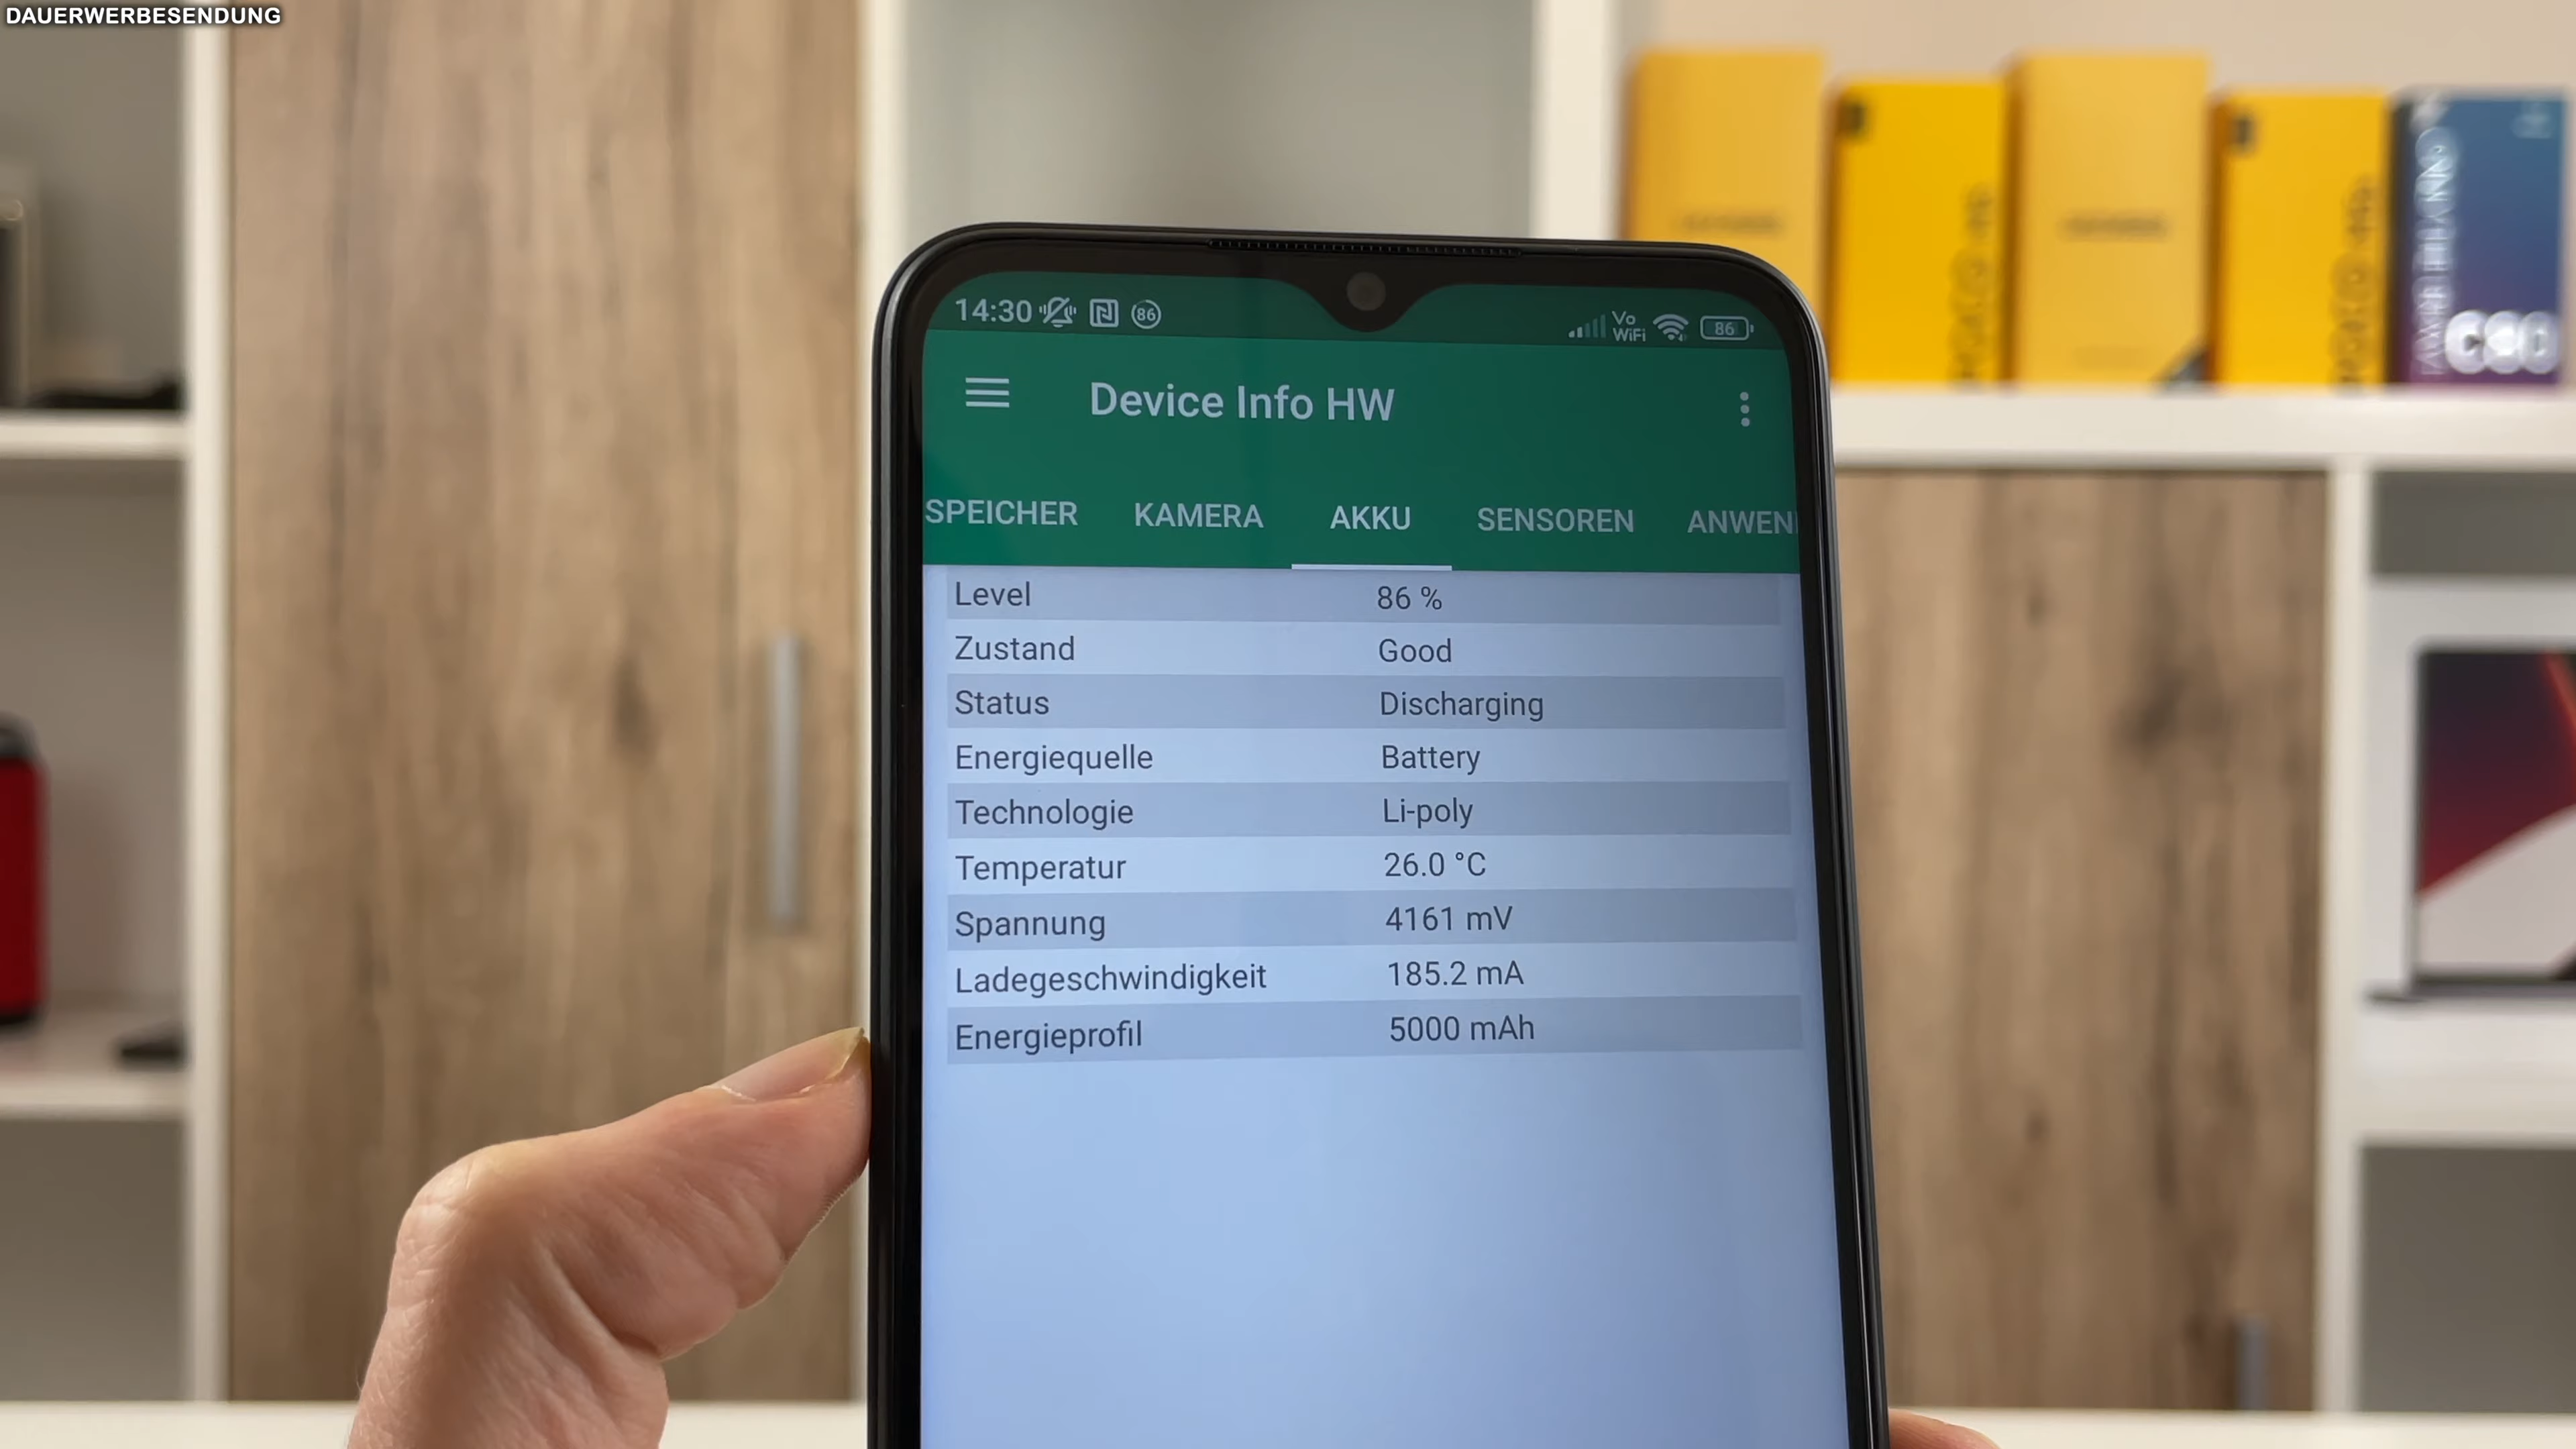 DAUERWERBESENDUNG
14:30 86 Vo WiFi 86
Device Info HW
SPEICHER KAMERA AKKU SENSOREN ANWEN
Level 86 %
Zustand Good
Status Discharging
Energiequelle Battery
Technologie Li-poly
Temperatur 26.0 °C
Spannung 4161 mV
Ladegeschwindigkeit 185.2 mA
Energieprofil 5000 mAh